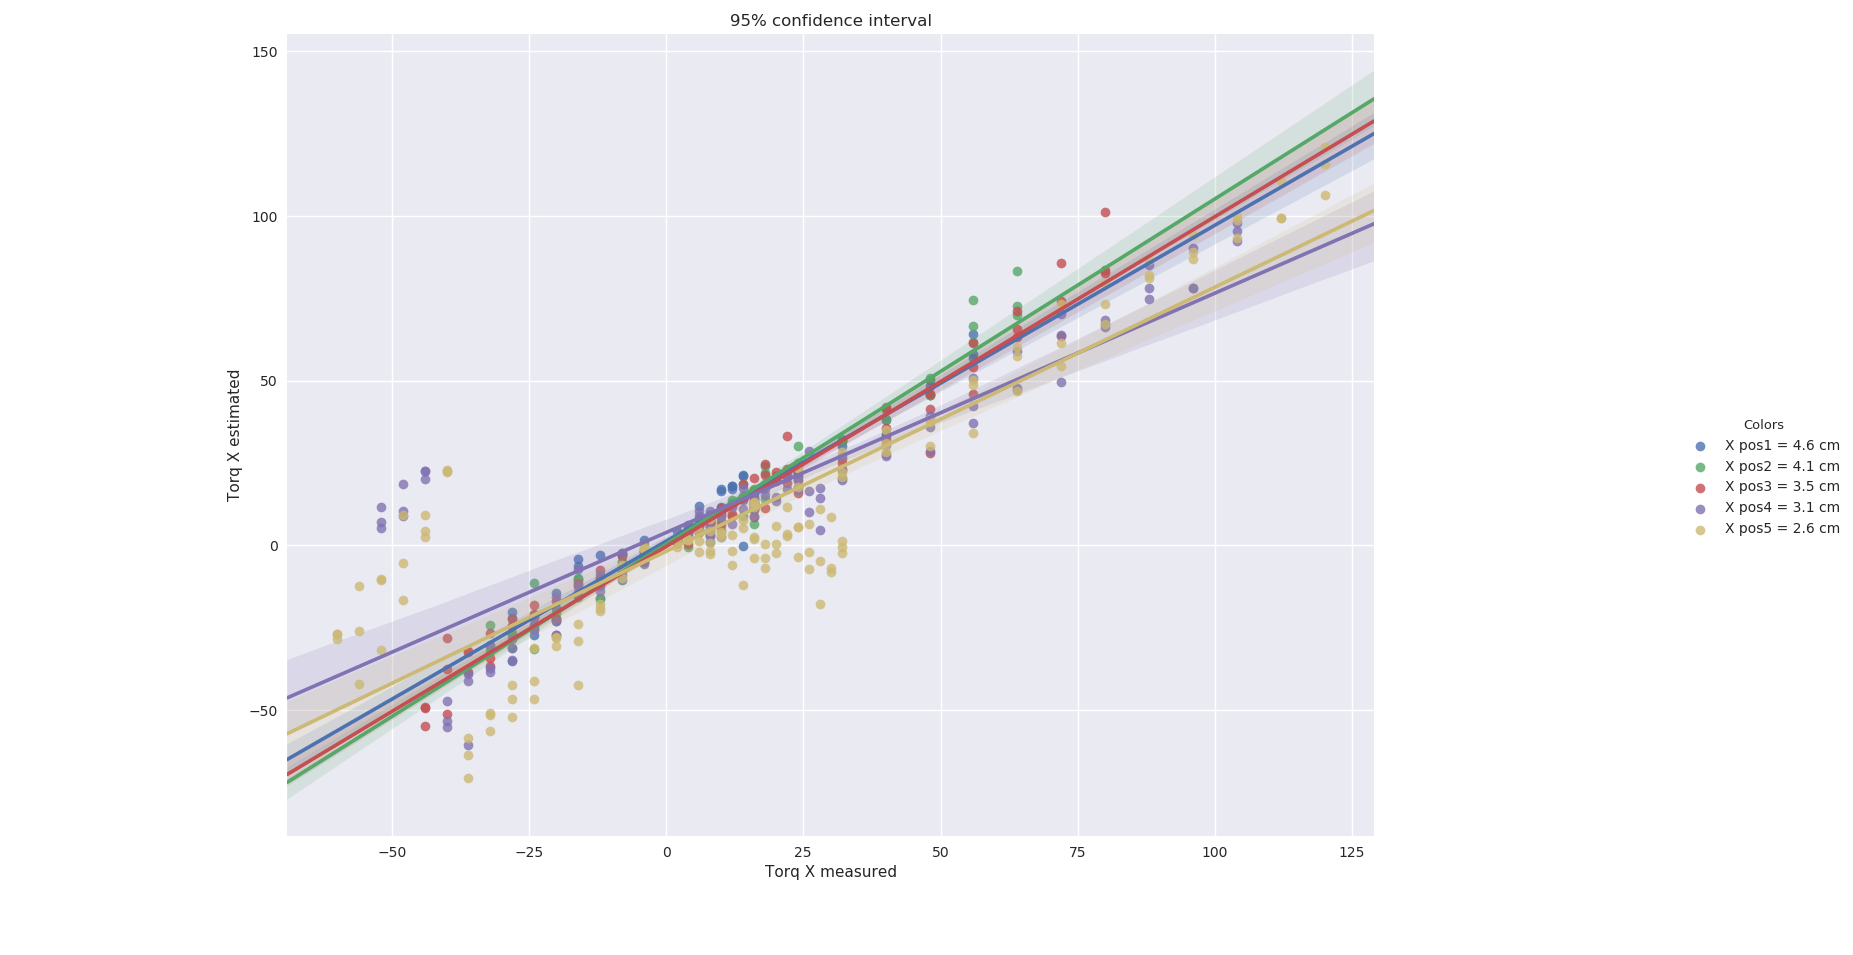 95% confidence interval
150
100
50
0
−50
Torq X estimated
−50
−25
0
25
50
75
100
125
Torq X measured
Colors
X pos1 = 4.6 cm
X pos2 = 4.1 cm
X pos3 = 3.5 cm
X pos4 = 3.1 cm
X pos5 = 2.6 cm